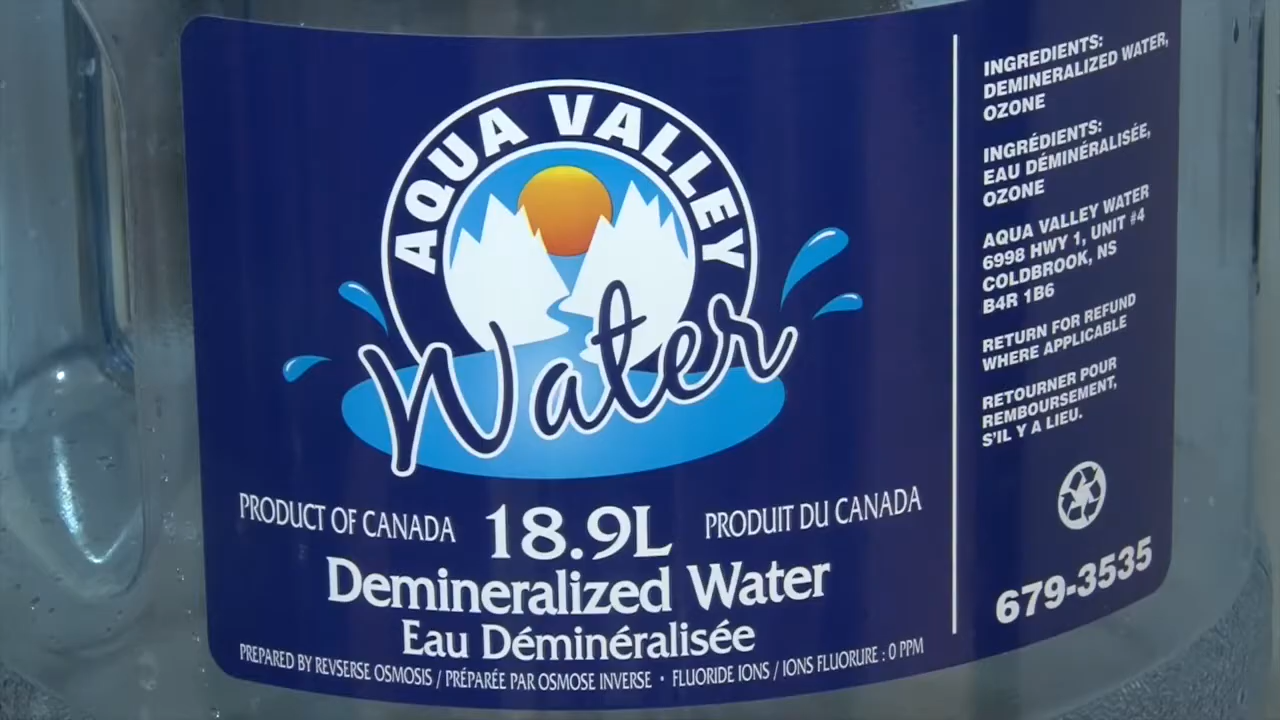 AQUA VALLEY
Water
PRODUCT OF CANADA 18.9L PRODUIT DU CANADA
Demineralized Water
Eau Déminéralisée
PREPARED BY REVSERSE OSMOSIS / PRÉPARÉE PAR OSMOSE INVERSE • FLUORIDE IONS / IONS FLUORURE : 0 PPM
INGREDIENTS:
DEMINERALIZED WATER,
OZONE
INGRÉDIENTS:
EAU DÉMINÉRALISÉE,
OZONE
AQUA VALLEY WATER
6998 HWY 1, UNIT #4
COLDBROOK, NS
B4R 1B6
RETURN FOR REFUND
WHERE APPLICABLE
RETOURNER POUR
REMBOURSEMENT,
S'IL Y A LIEU.
679-3535